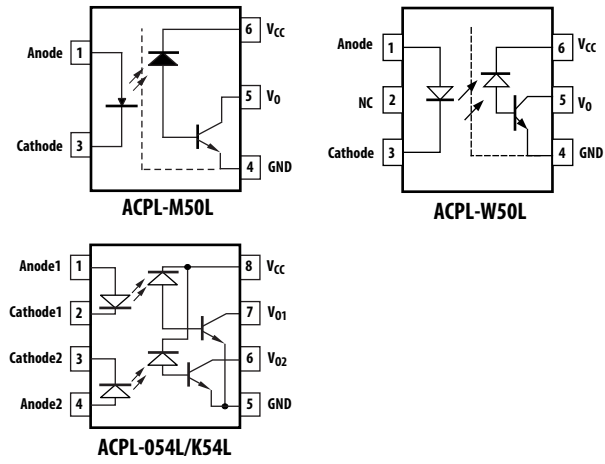 Anode 1
Cathode 3
6 VCC
5 VO
4 GND
ACPL-M50L
Anode 1
NC 2
Cathode 3
6 VCC
5 VO
4 GND
ACPL-W50L
Anode1 1
Cathode1 2
Cathode2 3
Anode2 4
8 VCC
7 VO1
6 VO2
5 GND
ACPL-054L/K54L